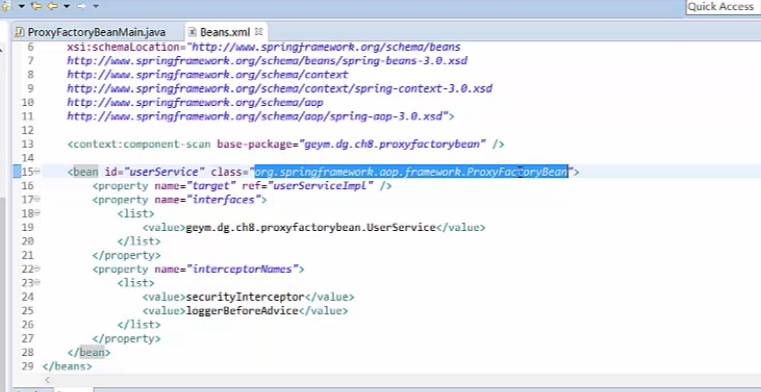 Quick Access
ProxyFactoryBeanMain.java
Beans.xml
6 xsi:schemaLocation="http://www.springframework.org/schema/beans
7 http://www.springframework.org/schema/beans/spring-beans-3.0.xsd
8 http://www.springframework.org/schema/context
9 http://www.springframework.org/schema/context/spring-context-3.0.xsd
10 http://www.springframework.org/schema/aop
11 http://www.springframework.org/schema/aop/spring-aop-3.0.xsd">
12
13 <context:component-scan base-package="geym.dg.ch8.proxyfactorybean" />
14
15 <bean id="userService" class="org.springframework.aop.framework.ProxyFactoryBean">
16 <property name="target" ref="userServiceImpl" />
17 <property name="interfaces">
18 <list>
19 <value>geym.dg.ch8.proxyfactorybean.UserService</value>
20 </list>
21 </property>
22 <property name="interceptorNames">
23 <list>
24 <value>securityInterceptor</value>
25 <value>loggerBeforeAdvice</value>
26 </list>
27 </property>
28 </bean>
29 </beans>